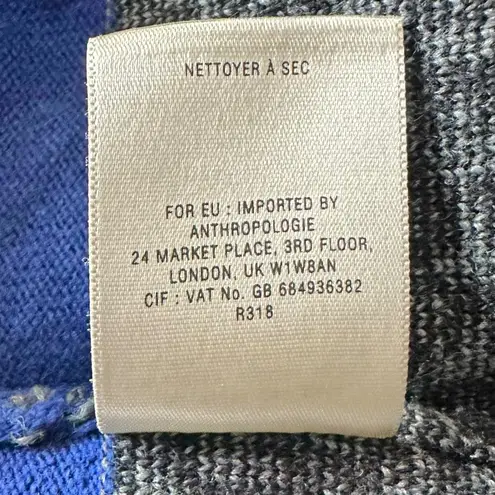 NETTOYER À SEC
FOR EU : IMPORTED BY
ANTHROPOLOGIE
24 MARKET PLACE, 3RD FLOOR,
LONDON, UK W1W8AN
CIF : VAT No. GB 684936382
R318